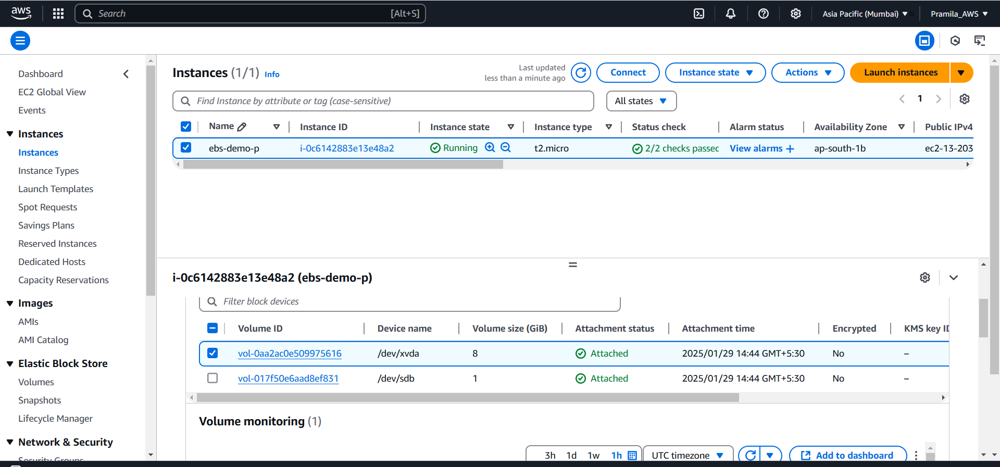 aws
Search [Alt+S] Asia Pacific (Mumbai) Pramila_AWS
Dashboard
EC2 Global View
Events
Instances
Instances
Instance Types
Launch Templates
Spot Requests
Savings Plans
Reserved Instances
Dedicated Hosts
Capacity Reservations
Images
AMIs
AMI Catalog
Elastic Block Store
Volumes
Snapshots
Lifecycle Manager
Network & Security
Security Groups
Instances (1/1) Info
Last updated
less than a minute ago
Connect Instance state Actions Launch instances
Find Instance by attribute or tag (case-sensitive) All states 1
Name Instance ID Instance state Instance type Status check Alarm status Availability Zone Public IPv4
ebs-demo-p i-0c6142883e13e48a2 Running t2.micro 2/2 checks passed View alarms ap-south-1b ec2-13-203
i-0c6142883e13e48a2 (ebs-demo-p)
Filter block devices
Volume ID Device name Volume size (GiB) Attachment status Attachment time Encrypted KMS key ID
vol-0aa2ac0e509975616 /dev/xvda 8 Attached 2025/01/29 14:44 GMT+5:30 No –
vol-017f50e6aad8ef831 /dev/sdb 1 Attached 2025/01/29 14:44 GMT+5:30 No –
Volume monitoring (1)
3h 1d 1w 1h UTC timezone Add to dashboard